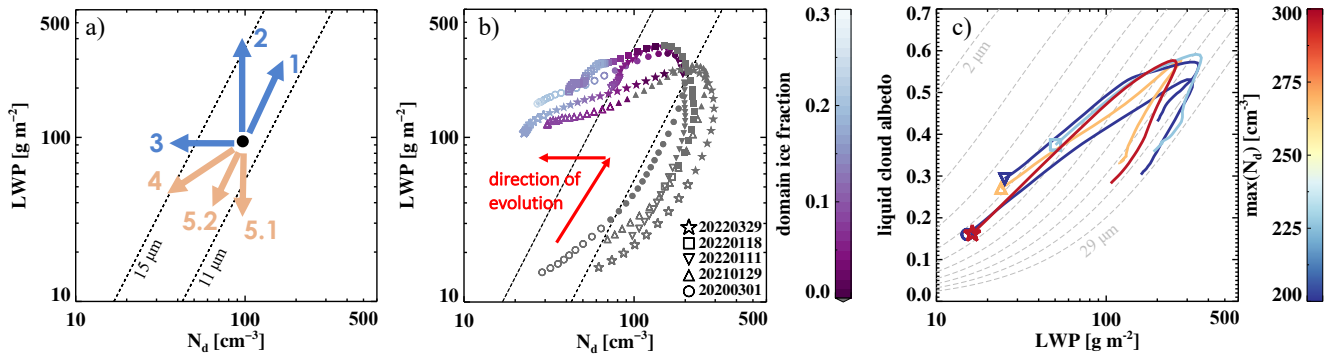 a)
500
100
10
LWP [g m⁻²]
2
1
3
4
5.2
5.1
15 µm
11 µm
10
100
500
N_d [cm⁻³]
b)
500
100
10
LWP [g m⁻²]
direction of
evolution
20220329
20220118
20220111
20210129
20200301
10
100
500
N_d [cm⁻³]
0.3
0.2
0.1
0.0
domain ice fraction
c)
0.7
0.6
0.5
0.4
0.3
0.2
0.1
0.0
liquid cloud albedo
2 µm
29 µm
10
100
500
LWP [g m⁻²]
300
275
250
225
200
max(N_d) [cm⁻³]